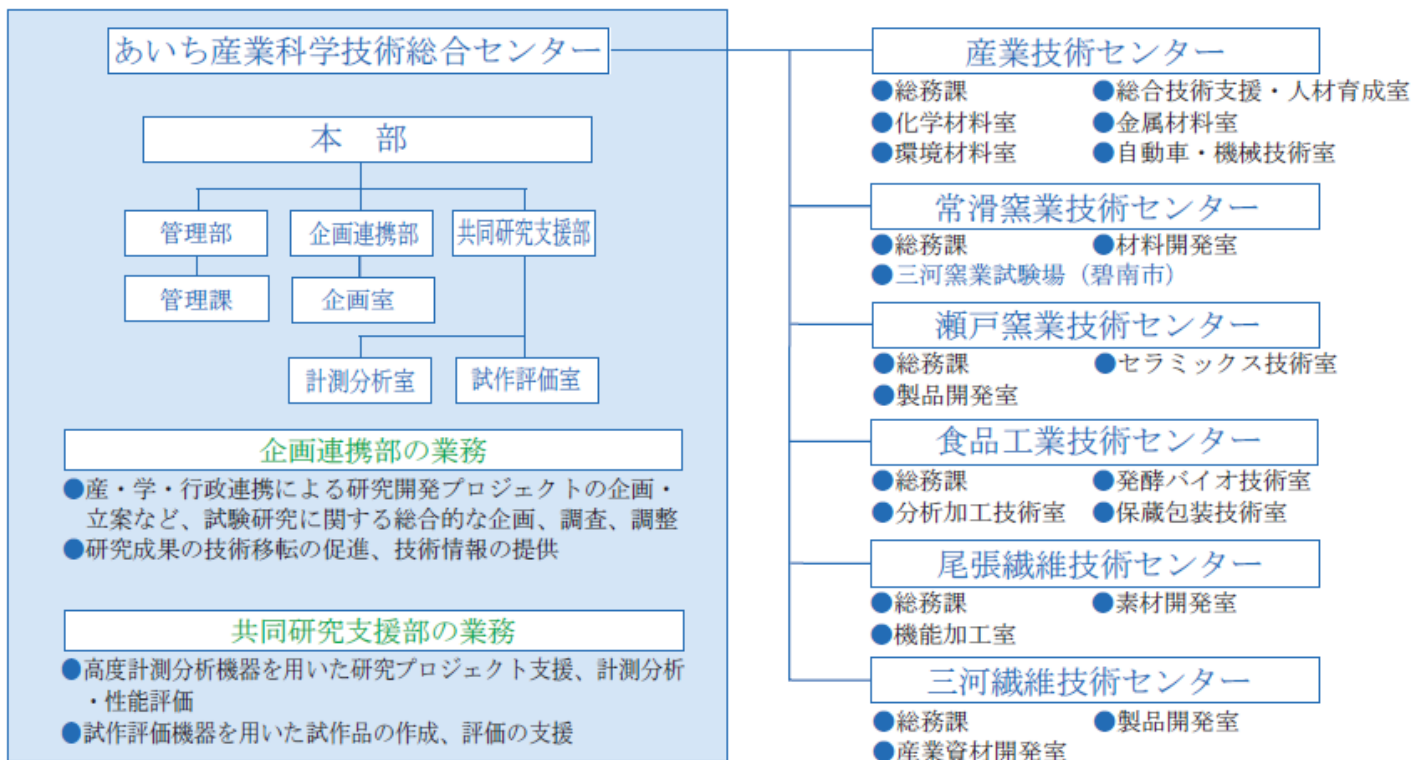 あいち産業科学技術総合センター
本　部
管理部
企画連携部
共同研究支援部
管理課
企画室
計測分析室
試作評価室
企画連携部の業務
●産・学・行政連携による研究開発プロジェクトの企画・
立案など、試験研究に関する総合的な企画、調査、調整
●研究成果の技術移転の促進、技術情報の提供
共同研究支援部の業務
●高度計測分析機器を用いた研究プロジェクト支援、計測分析
・性能評価
●試作評価機器を用いた試作品の作成、評価の支援
産業技術センター
●総務課　●総合技術支援・人材育成室
●化学材料室　●金属材料室
●環境材料室　●自動車・機械技術室
常滑窯業技術センター
●総務課　●材料開発室
●三河窯業試験場（碧南市）
瀬戸窯業技術センター
●総務課　●セラミックス技術室
●製品開発室
食品工業技術センター
●総務課　●発酵バイオ技術室
●分析加工技術室　●保蔵包装技術室
尾張繊維技術センター
●総務課　●素材開発室
●機能加工室
三河繊維技術センター
●総務課　●製品開発室
●産業資材開発室